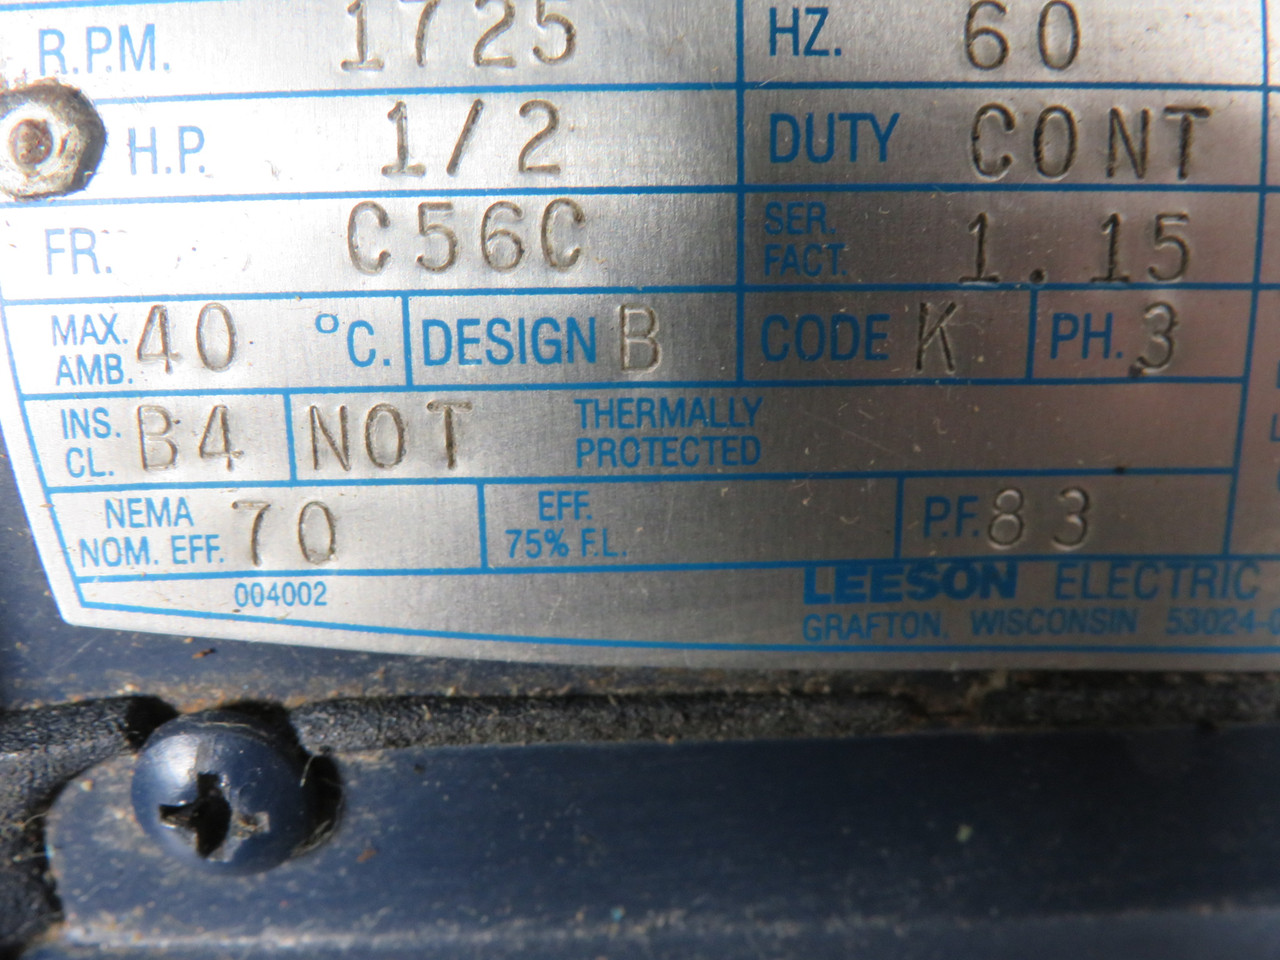 R.P.M. 1725 HZ. 60
H.P. 1/2 DUTY CONT
FR. C56C SER. FACT. 1.15
MAX. AMB. 40 °C. DESIGN B CODE K PH. 3
INS. CL. B4 NOT THERMALLY PROTECTED
NEMA NOM. EFF. 70 EFF. 75% F.L. P.F. 83
004002 LEESON ELECTRIC
GRAFTON, WISCONSIN 53024-